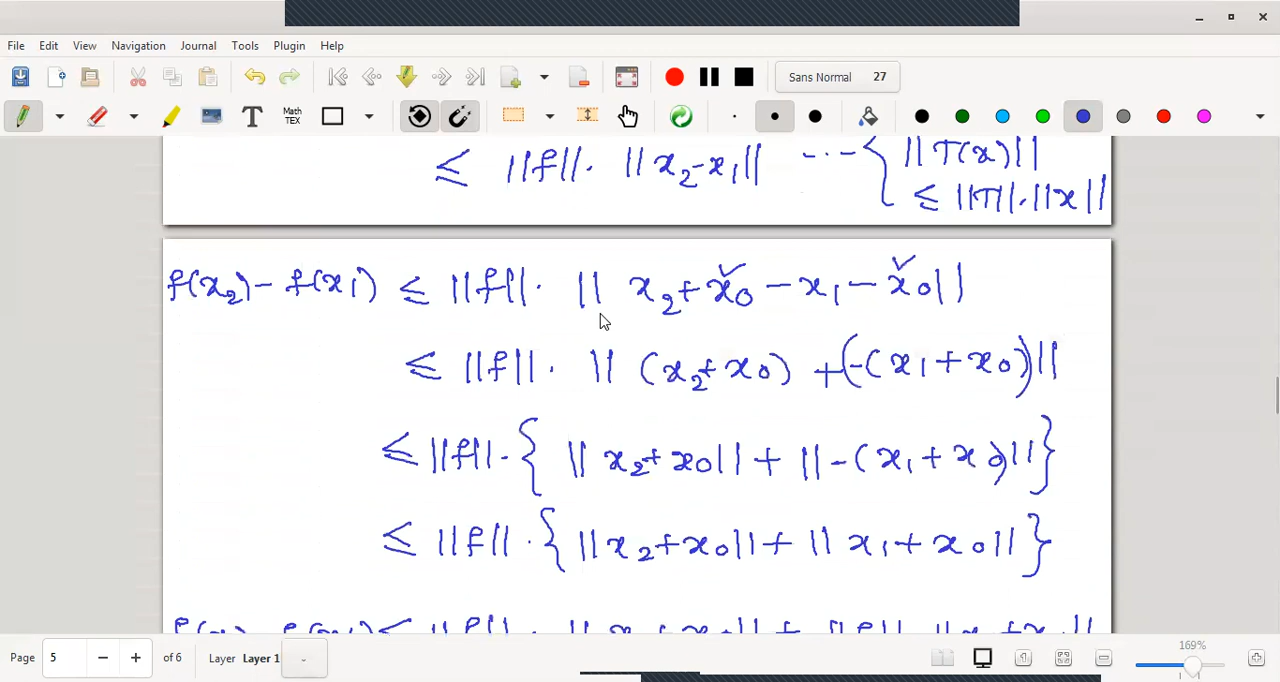 File Edit View Navigation Journal Tools Plugin Help
Sans Normal 27
T Math TEX
≤ ||f||. ||x₂-x₁|| --- { ||T(x)||
≤ ||T||.||x||
f(x₂) - f(x₁) ≤ ||f||. || x₂+x₀ - x₁ - x₀||
≤ ||f||. || (x₂+x₀) + (-(x₁+x₀)) ||
≤ ||f||. { ||x₂+x₀|| + ||-(x₁+x₀)|| }
≤ ||f||. { ||x₂+x₀|| + ||x₁+x₀|| }
Page 5 of 6 Layer Layer 1 169%